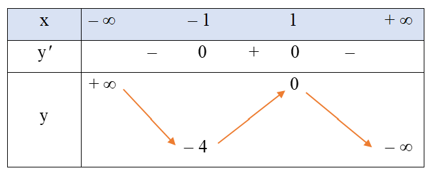 x − ∞ − 1 1 + ∞
y′ − 0 + 0 −
+ ∞ 0
y
− 4 − ∞